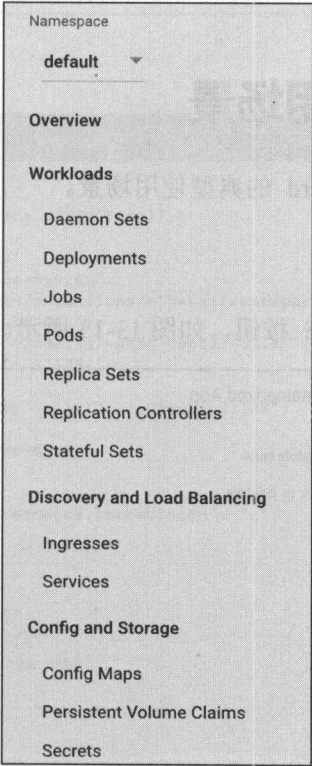 Namespace
default
Overview
Workloads
Daemon Sets
Deployments
Jobs
Pods
Replica Sets
Replication Controllers
Stateful Sets
Discovery and Load Balancing
Ingresses
Services
Config and Storage
Config Maps
Persistent Volume Claims
Secrets